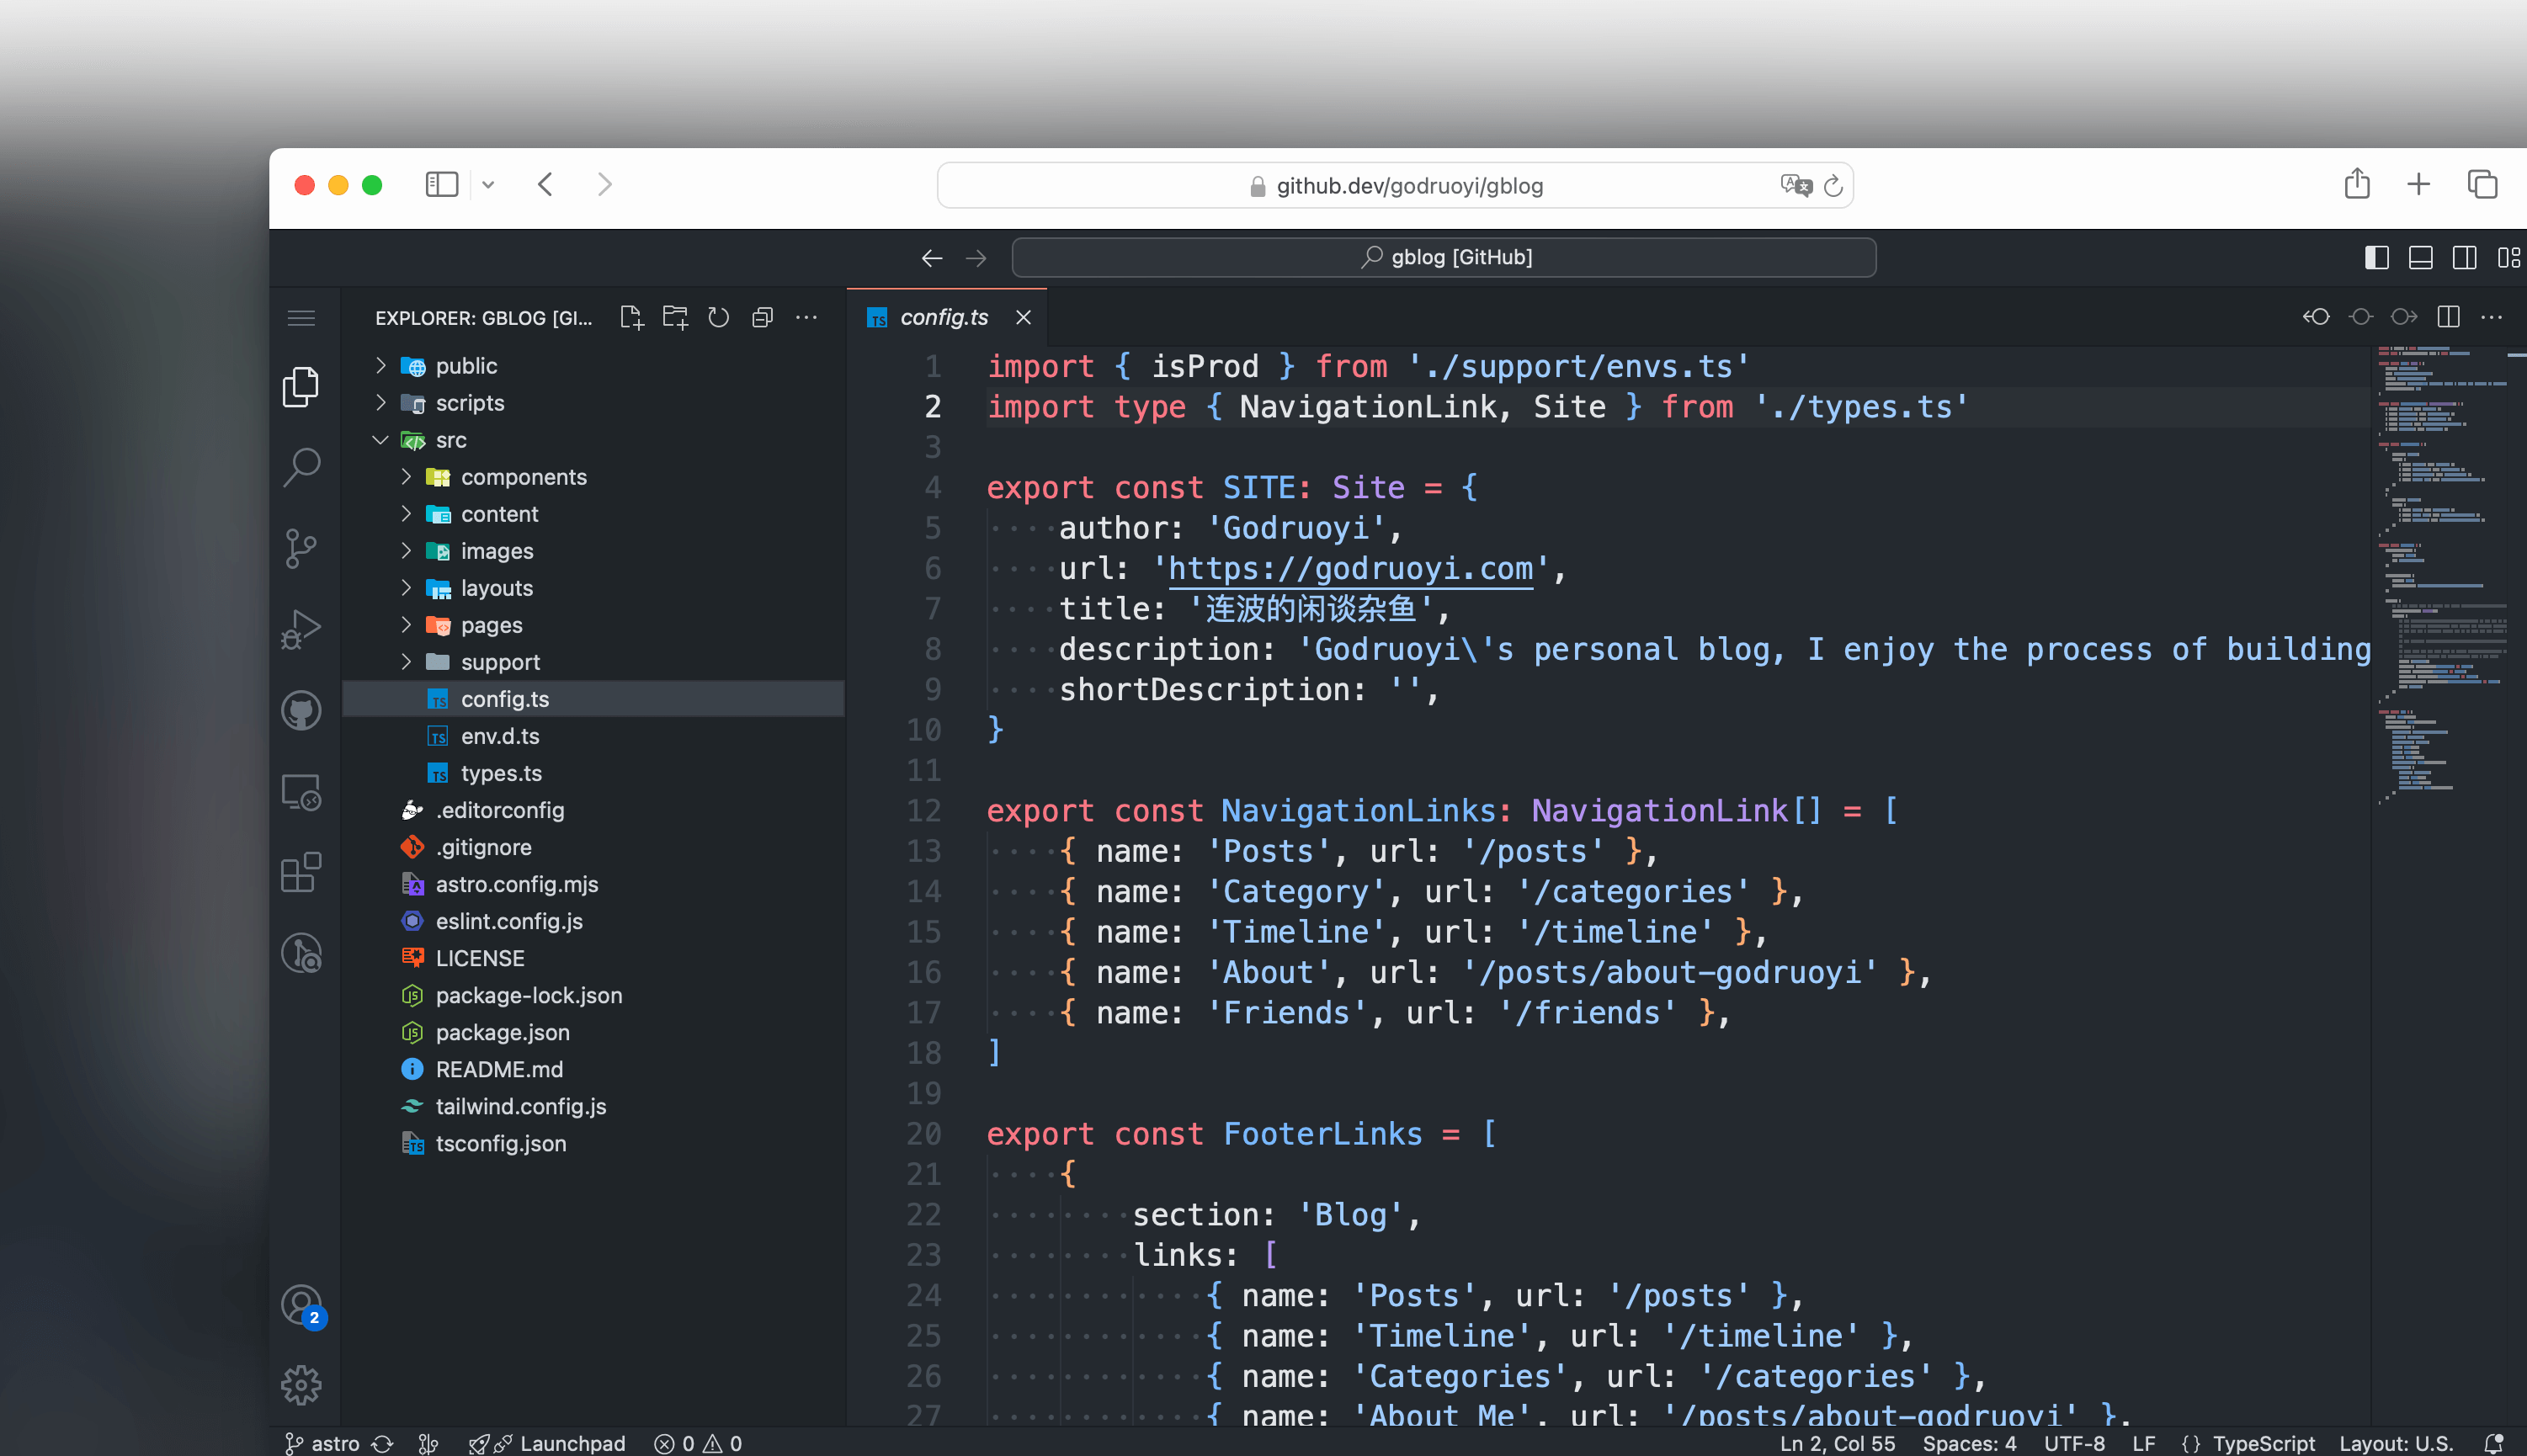 github.dev/godruoyi/gblog
gblog [GitHub]
EXPLORER: GBLOG [GI...
public
scripts
src
components
content
images
layouts
pages
support
config.ts
env.d.ts
types.ts
.editorconfig
.gitignore
astro.config.mjs
eslint.config.js
LICENSE
package-lock.json
package.json
README.md
tailwind.config.js
tsconfig.json
2
config.ts
1 import { isProd } from './support/envs.ts'
2 import type { NavigationLink, Site } from './types.ts'
3
4 export const SITE: Site = {
5 author: 'Godruoyi',
6 url: 'https://godruoyi.com',
7 title: '连波的闲谈杂鱼',
8 description: 'Godruoyi\'s personal blog, I enjoy the process of building
9 shortDescription: '',
10 }
11
12 export const NavigationLinks: NavigationLink[] = [
13 { name: 'Posts', url: '/posts' },
14 { name: 'Category', url: '/categories' },
15 { name: 'Timeline', url: '/timeline' },
16 { name: 'About', url: '/posts/about-godruoyi' },
17 { name: 'Friends', url: '/friends' },
18 ]
19
20 export const FooterLinks = [
21 {
22 section: 'Blog',
23 links: [
24 { name: 'Posts', url: '/posts' },
25 { name: 'Timeline', url: '/timeline' },
26 { name: 'Categories', url: '/categories' },
27 { name: 'About Me', url: '/posts/about-godruoyi' },
astro Launchpad 0 0 Ln 2, Col 55 Spaces: 4 UTF-8 LF {} TypeScript Layout: U.S.